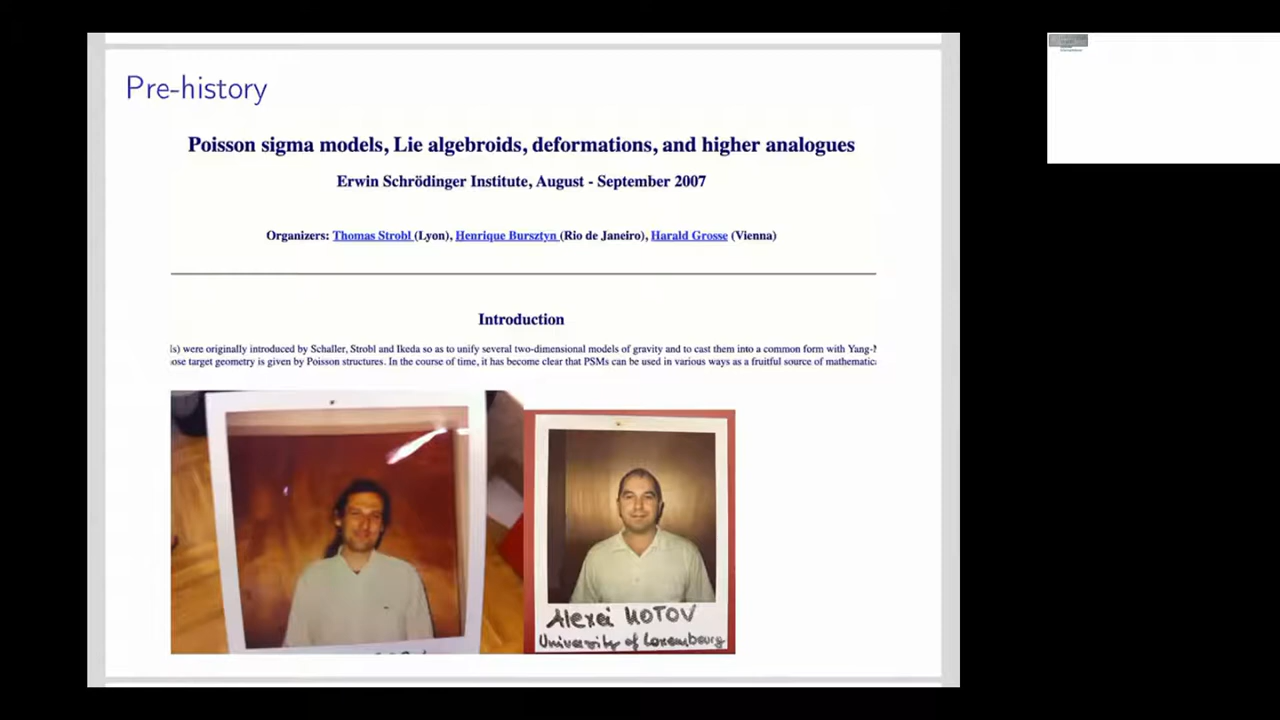 Pre-history
Poisson sigma models, Lie algebroids, deformations, and higher analogues
Erwin Schrödinger Institute, August - September 2007
Organizers: Thomas Strobl (Lyon), Henrique Bursztyn (Rio de Janeiro), Harald Grosse (Vienna)
Introduction
ls) were originally introduced by Schaller, Strobl and Ikeda so as to unify several two-dimensional models of gravity and to cast them into a common form with Yang-
ose target geometry is given by Poisson structures. In the course of time, it has become clear that PSMs can be used in various ways as a fruitful source of mathematic
Alexei KOTOV
University of Luxembourg